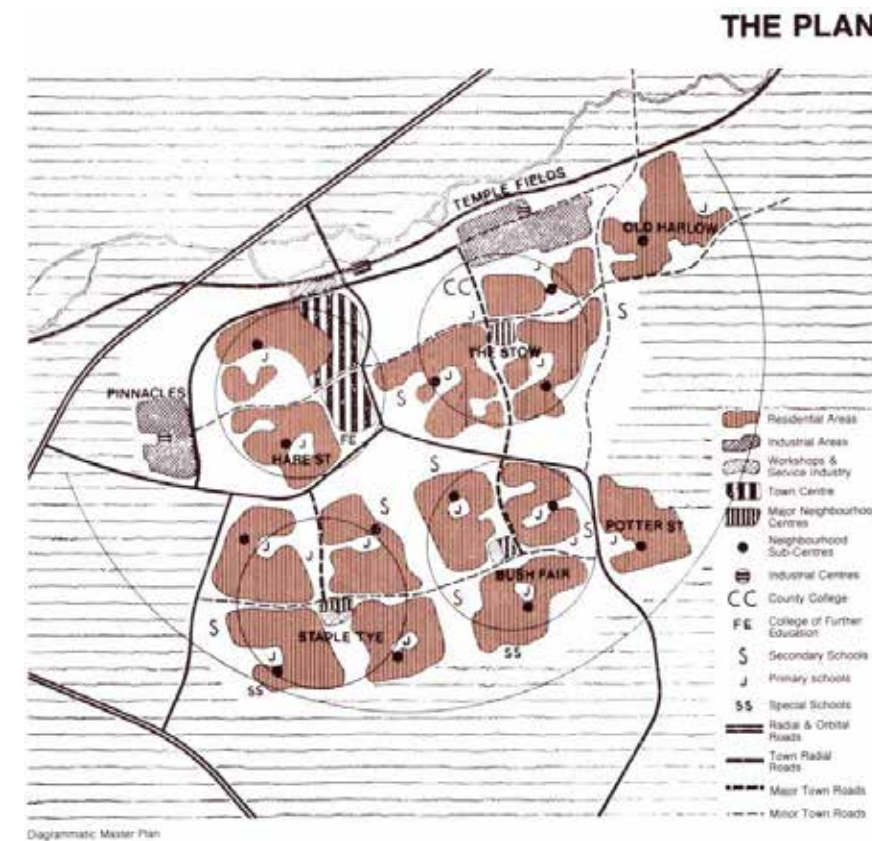 THE PLAN
TEMPLE FIELDS
J
OLD HARLOW
CC
J
J
S
THE STOW
J
J
J
S
PINNACLES
J
HARE ST
FE
S
S
J
J
J
J
J
J
S
J
POTTER ST
J
BUSH FAIR
J
S
S
STAPLE TYE
J
J
SS
SS
Residential Areas
Industrial Areas
Workshops &
Service Industry
Town Centre
Major Neighbourhood
Centres
Neighbourhood
Sub-Centres
Industrial Centres
CC County College
FE College of Further
Education
S Secondary Schools
J Primary schools
SS Special Schools
Radial & Orbital
Roads
Town Radial
Roads
Major Town Roads
Minor Town Roads
Diagrammatic Master Plan